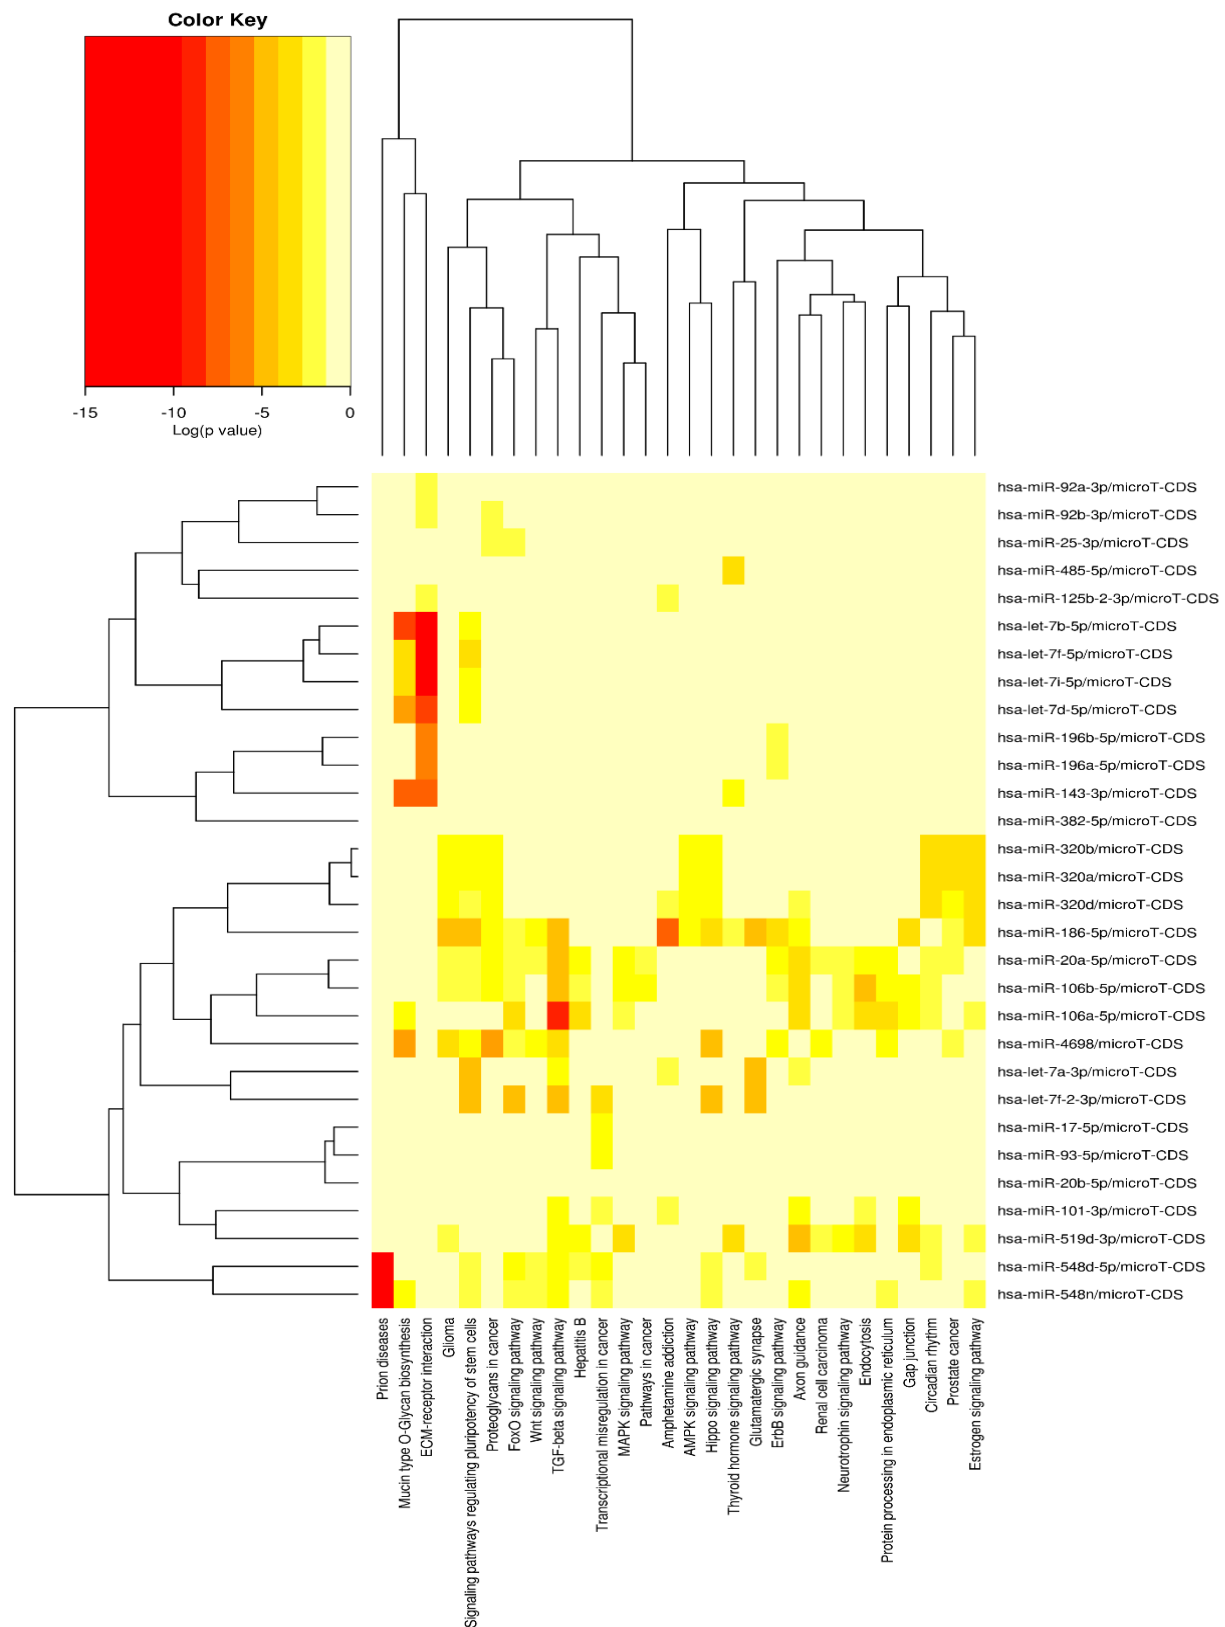 Color Key
-15 -10 -5 0
Log(p value)
hsa-miR-92a-3p/microT-CDS
hsa-miR-92b-3p/microT-CDS
hsa-miR-25-3p/microT-CDS
hsa-miR-485-5p/microT-CDS
hsa-miR-125b-2-3p/microT-CDS
hsa-let-7b-5p/microT-CDS
hsa-let-7f-5p/microT-CDS
hsa-let-7i-5p/microT-CDS
hsa-let-7d-5p/microT-CDS
hsa-miR-196b-5p/microT-CDS
hsa-miR-196a-5p/microT-CDS
hsa-miR-143-3p/microT-CDS
hsa-miR-382-5p/microT-CDS
hsa-miR-320b/microT-CDS
hsa-miR-320a/microT-CDS
hsa-miR-320d/microT-CDS
hsa-miR-186-5p/microT-CDS
hsa-miR-20a-5p/microT-CDS
hsa-miR-106b-5p/microT-CDS
hsa-miR-106a-5p/microT-CDS
hsa-miR-4698/microT-CDS
hsa-let-7a-3p/microT-CDS
hsa-let-7f-2-3p/microT-CDS
hsa-miR-17-5p/microT-CDS
hsa-miR-93-5p/microT-CDS
hsa-miR-20b-5p/microT-CDS
hsa-miR-101-3p/microT-CDS
hsa-miR-519d-3p/microT-CDS
hsa-miR-548d-5p/microT-CDS
hsa-miR-548n/microT-CDS
Prion diseases
Mucin type O-Glycan biosynthesis
ECM-receptor interaction
Glioma
Signaling pathways regulating pluripotency of stem cells
Proteoglycans in cancer
FoxO signaling pathway
Wnt signaling pathway
TGF-beta signaling pathway
Hepatitis B
Transcriptional misregulation in cancer
MAPK signaling pathway
Pathways in cancer
Amphetamine addiction
AMPK signaling pathway
Hippo signaling pathway
Thyroid hormone signaling pathway
Glutamatergic synapse
ErbB signaling pathway
Axon guidance
Renal cell carcinoma
Neurotrophin signaling pathway
Endocytosis
Protein processing in endoplasmic reticulum
Gap junction
Circadian rhythm
Prostate cancer
Estrogen signaling pathway